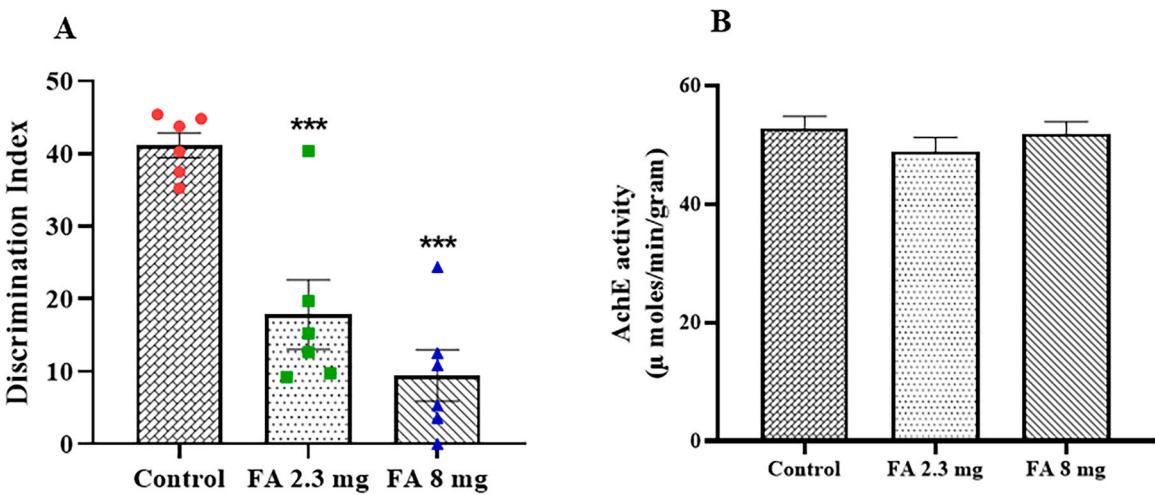 A
Discrimination Index
50
40
30
20
10
0
***
***
Control
FA 2.3 mg
FA 8 mg
B
AchE activity
(µ moles/min/gram)
60
40
20
0
Control
FA 2.3 mg
FA 8 mg